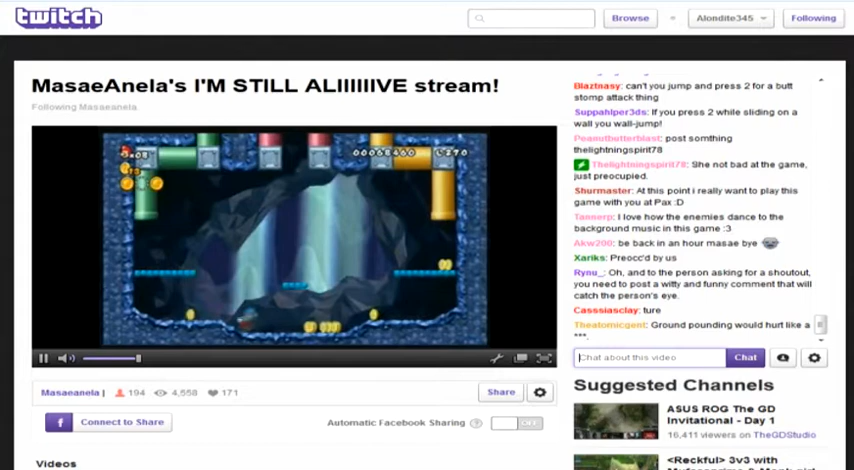 twitch
Browse
Alondite345
Following
MasaeAnela's I'M STILL ALIIIIIIVE stream!
Following Masaeanela
00068460
270
Blaztnasy: can't you jump and press 2 for a butt
stomp attack thing
Suppahlper3ds: If you press 2 while sliding on a
wall you wall-jump!
Peanutbutterblast: post somthing
thelightningspirit78
Thelightningspirit78: She not bad at the game,
just preocupied.
Shurmaster: At this point i really want to play this
game with you at Pax :D
Tannerp: I love how the enemies dance to the
background music in this game :3
Akw200: be back in an hour masae bye
Xariks: Preocc'd by us
Rynu_: Oh, and to the person asking for a shoutout,
you need to post a witty and funny comment that will
catch the person's eye.
Casssiasclay: ture
Theatomicgent: Ground pounding would hurt like a
***.
Chat about this video
Chat
Masaeanela | 194 4,558 171
Share
f Connect to Share
Automatic Facebook Sharing ? OFF
Videos
Suggested Channels
ASUS ROG The GD
Invitational - Day 1
16,411 viewers on TheGDStudio
<Reckful> 3v3 with